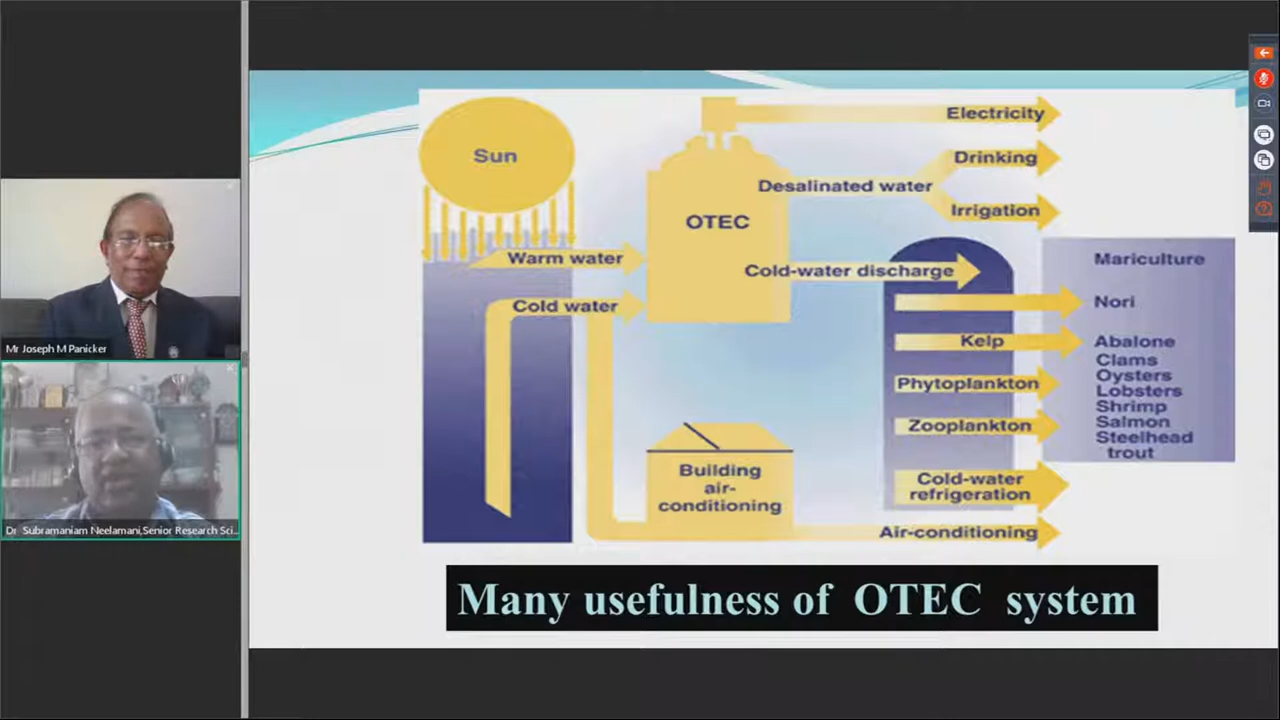 Mr Joseph M Panicker
Dr Subramaniam Neelamani,Senior Research Sci...
Sun
Warm water
Cold water
OTEC
Electricity
Desalinated water
Drinking
Irrigation
Cold-water discharge
Mariculture
Nori
Kelp
Abalone
Clams
Oysters
Lobsters
Shrimp
Salmon
Steelhead
trout
Phytoplankton
Zooplankton
Cold-water
refrigeration
Building
air-
conditioning
Air-conditioning
Many usefulness of OTEC system